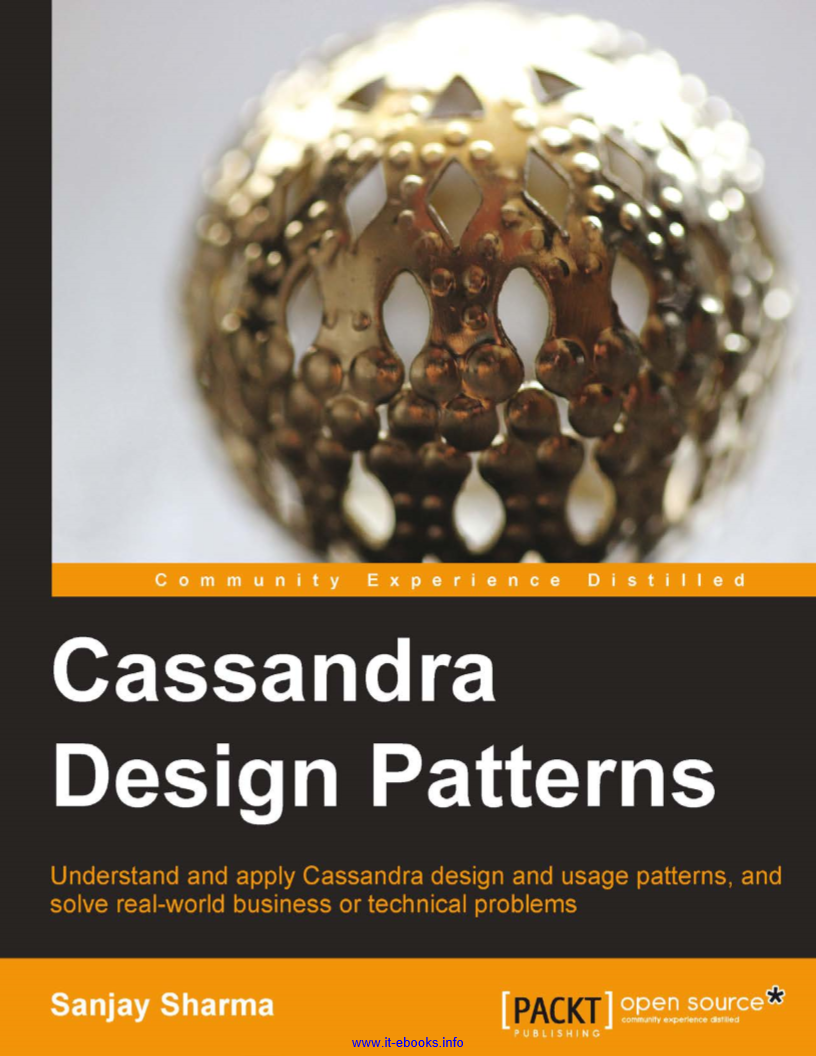 Community Experience Distilled
Cassandra
Design Patterns
Understand and apply Cassandra design and usage patterns, and
solve real-world business or technical problems
Sanjay Sharma
[PACKT] open source*
PUBLISHING community experience distilled
www.it-ebooks.info